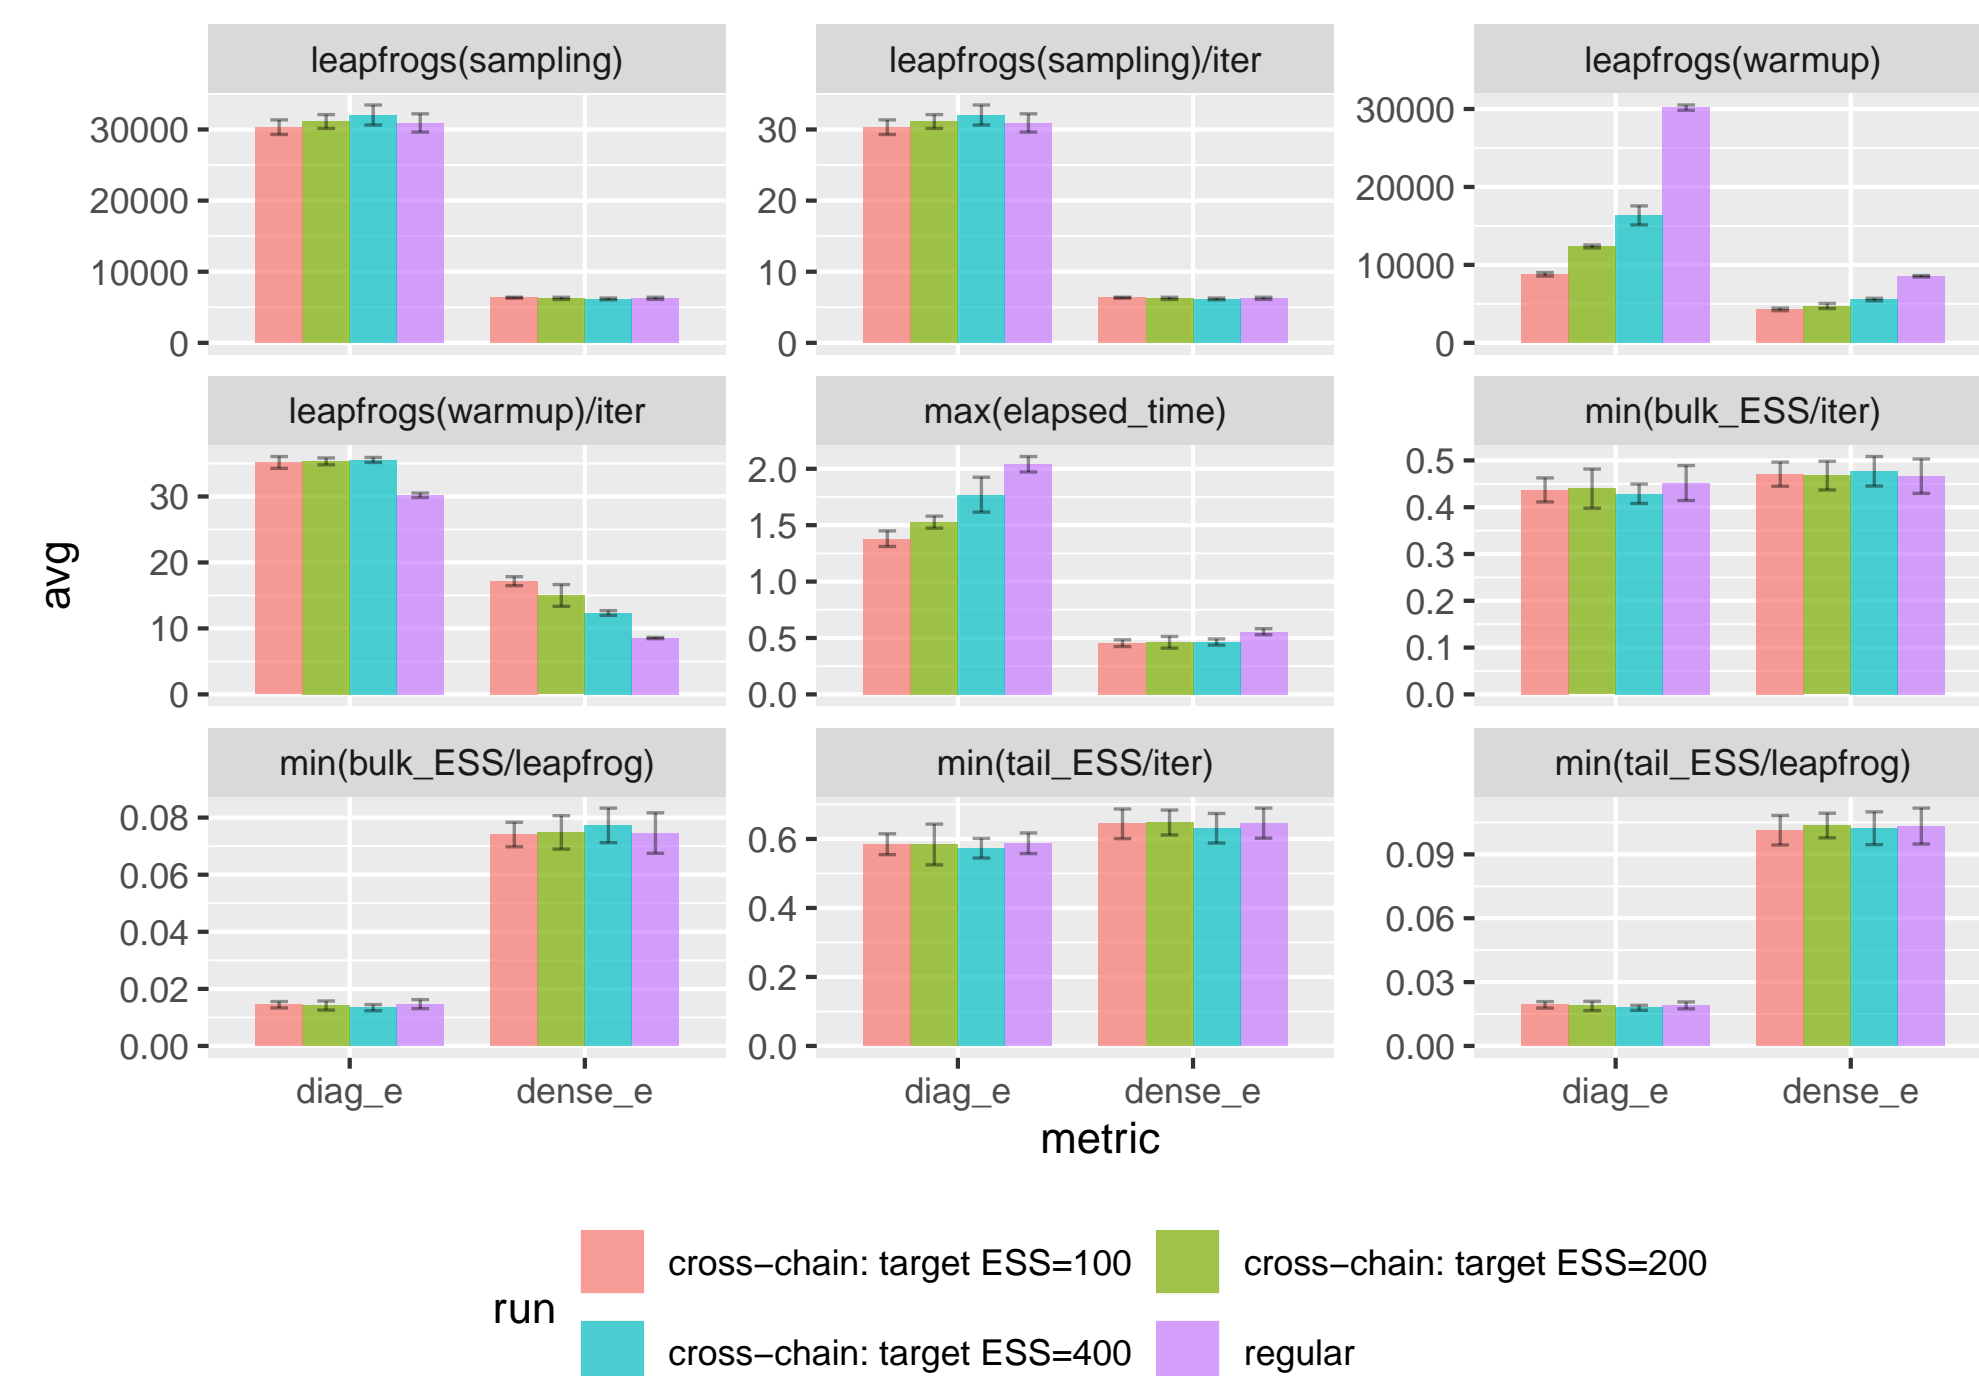 leapfrogs(sampling)
leapfrogs(sampling)/iter
leapfrogs(warmup)
30000
20000
10000
0
30
20
10
0
30000
20000
10000
0
leapfrogs(warmup)/iter
max(elapsed_time)
min(bulk_ESS/iter)
30
20
10
0
2.0
1.5
1.0
0.5
0.0
0.5
0.4
0.3
0.2
0.1
0.0
avg
min(bulk_ESS/leapfrog)
min(tail_ESS/iter)
min(tail_ESS/leapfrog)
0.08
0.06
0.04
0.02
0.00
0.6
0.4
0.2
0.0
0.09
0.06
0.03
0.00
diag_e dense_e
diag_e dense_e
diag_e dense_e
metric
run
cross−chain: target ESS=100
cross−chain: target ESS=200
cross−chain: target ESS=400
regular